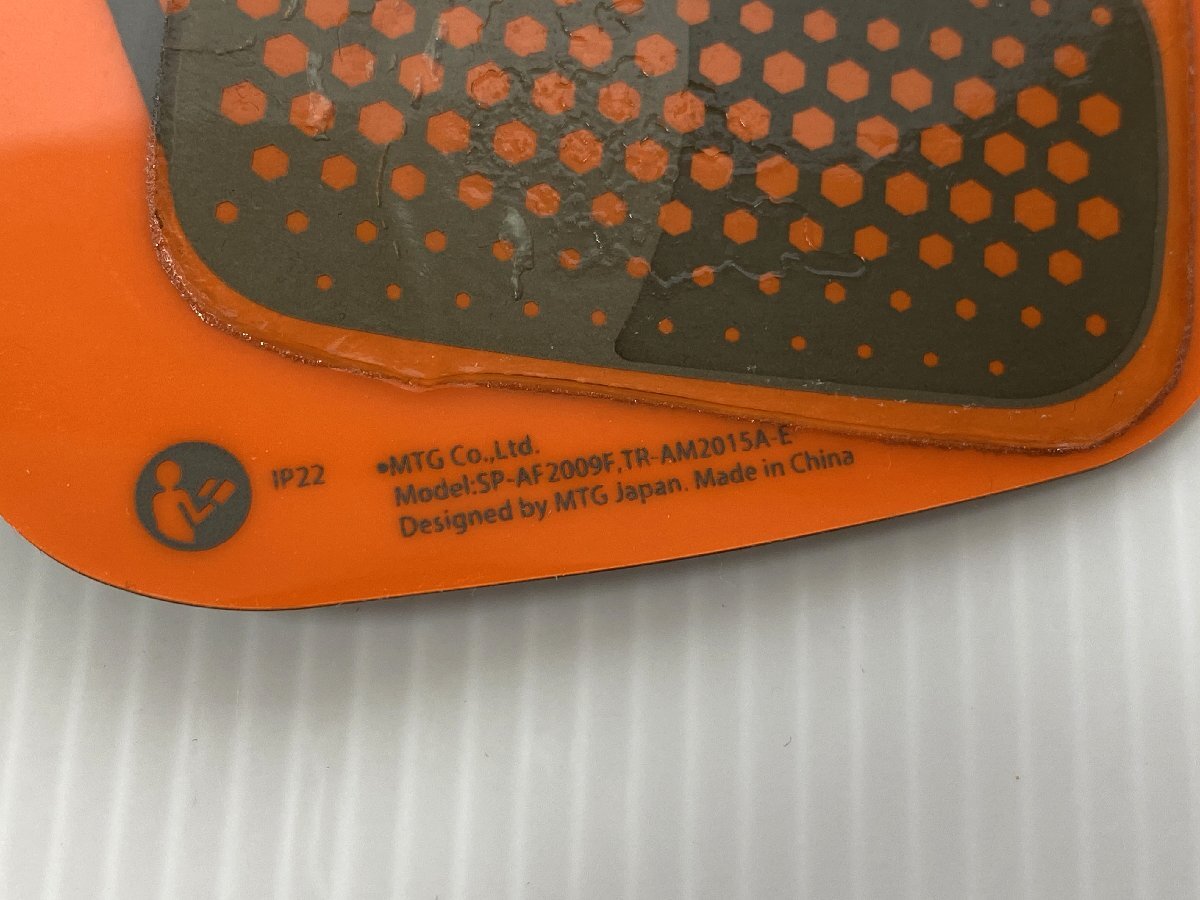 IP22
•MTG Co.,Ltd.
Model:SP-AF2009F,TR-AM2015A-E
Designed by MTG Japan. Made in China